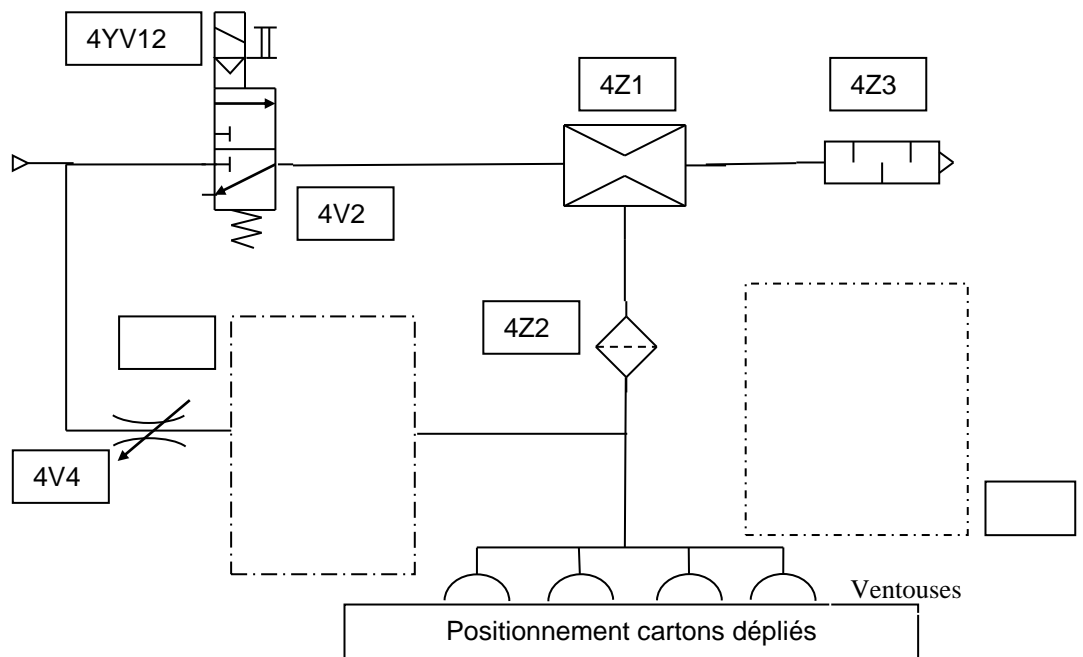 4YV12
4Z1
4Z3
4V2
4Z2
4V4
Ventouses
Positionnement cartons dépliés